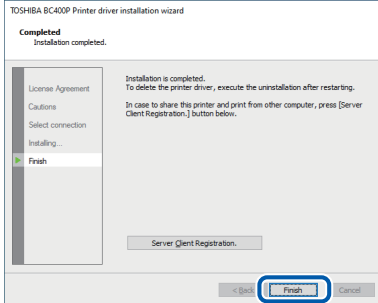 TOSHIBA BC400P Printer driver installation wizard
Completed
Installation completed.
License Agreement
Cautions
Select connection
Installing...
Finish
Installation is completed.
To delete the printer driver, execute the uninstallation after restarting.
In case to share this printer and print from other computer, press [Server
Client Registration.] button below.
Server Client Registration.
< Back
Finish
Cancel